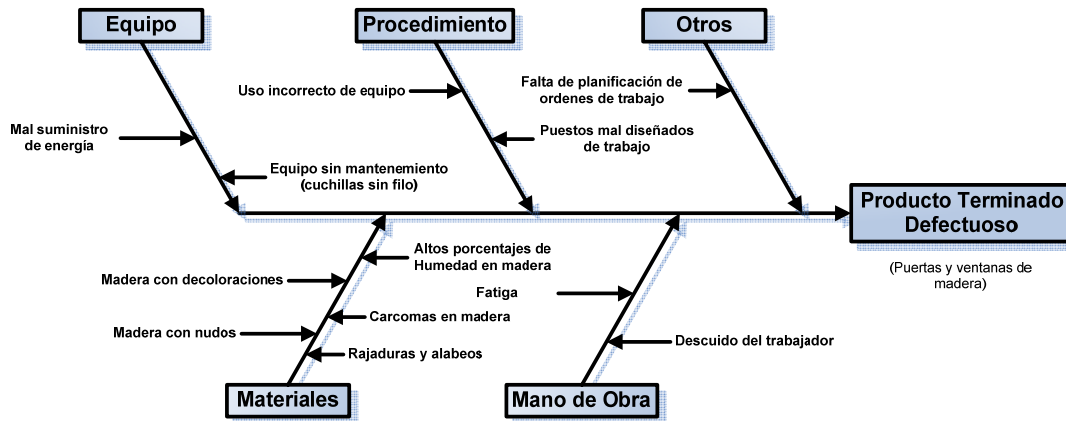 Equipo
Procedimiento
Otros
Mal suministro
de energía
Equipo sin mantenemiento
(cuchillas sin filo)
Uso incorrecto de equipo
Puestos mal diseñados
de trabajo
Falta de planificación de
ordenes de trabajo
Producto Terminado
Defectuoso
(Puertas y ventanas de
madera)
Altos porcentajes de
Humedad en madera
Madera con decoloraciones
Carcomas en madera
Madera con nudos
Rajaduras y alabeos
Fatiga
Descuido del trabajador
Materiales
Mano de Obra